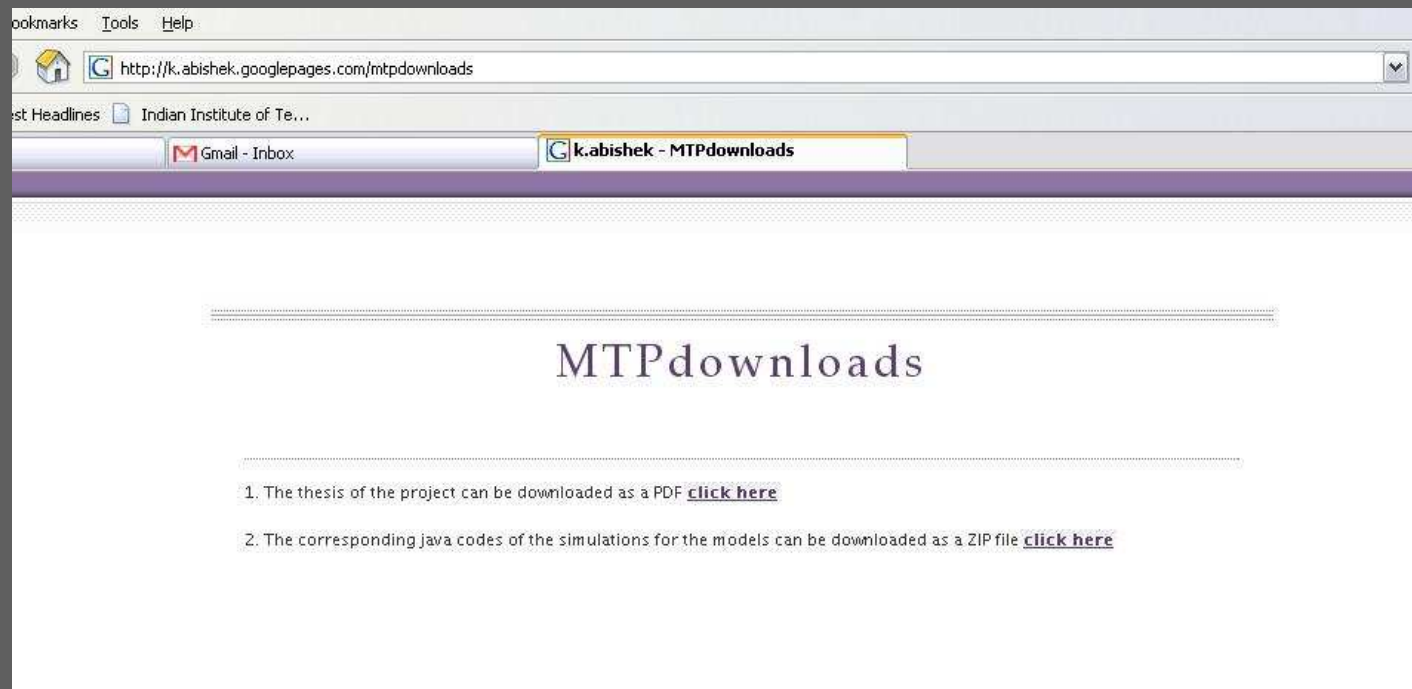 ookmarks Tools Help
http://k.abishek.googlepages.com/mtpdownloads
st Headlines Indian Institute of Te...
Gmail - Inbox k.abishek - MTPdownloads
MTPdownloads
1. The thesis of the project can be downloaded as a PDF click here
2. The corresponding java codes of the simulations for the models can be downloaded as a ZIP file click here